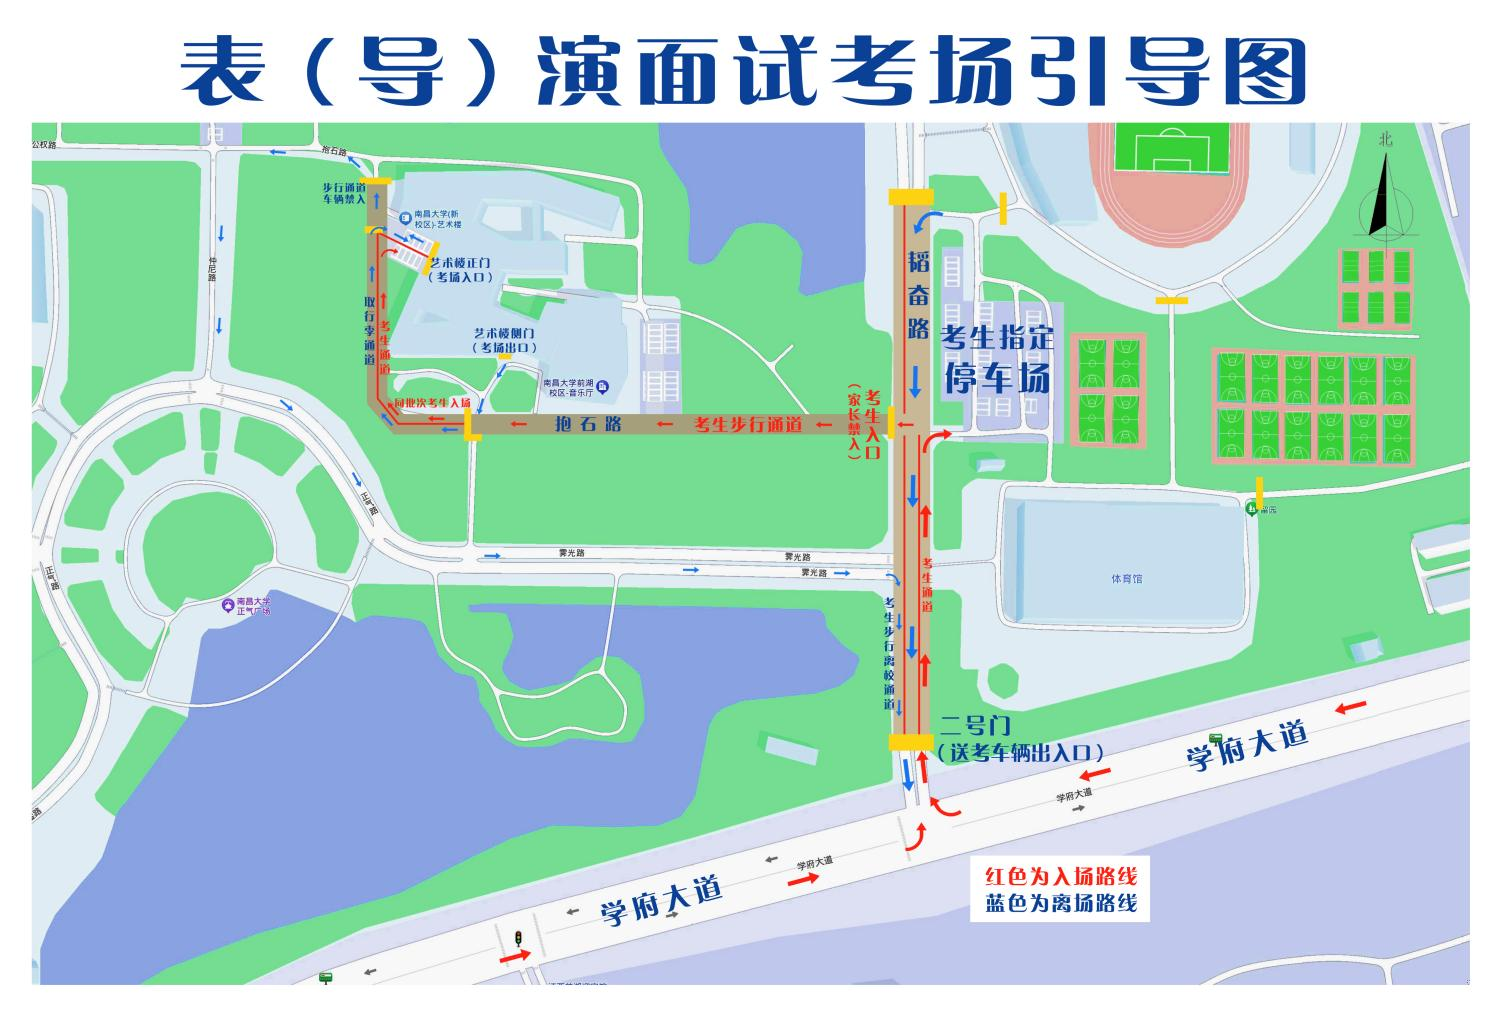 表（导）演面试考场引导图
北
公权路
抱石路
步行通道
车辆禁入
南昌大学(新
校区)-艺术楼
艺术楼正门
（考场入口）
仲尼路
取行李通道
考生通道
艺术楼侧门
（考场出口）
南昌大学前湖
校区-音乐厅
同批次考生入场
抱石路
考生步行通道
考生入口
（家长禁入）
韬奋路
考生指定
停车场
正气路
霁光路
霁光路
霁光路
正气路
南昌大学
正气广场
考生通道
考生步行离校通道
体育馆
留园
二号门
（送考车辆出入口）
学府大道
学府大道
学府大道
学府大道
红色为入场路线
蓝色为离场路线